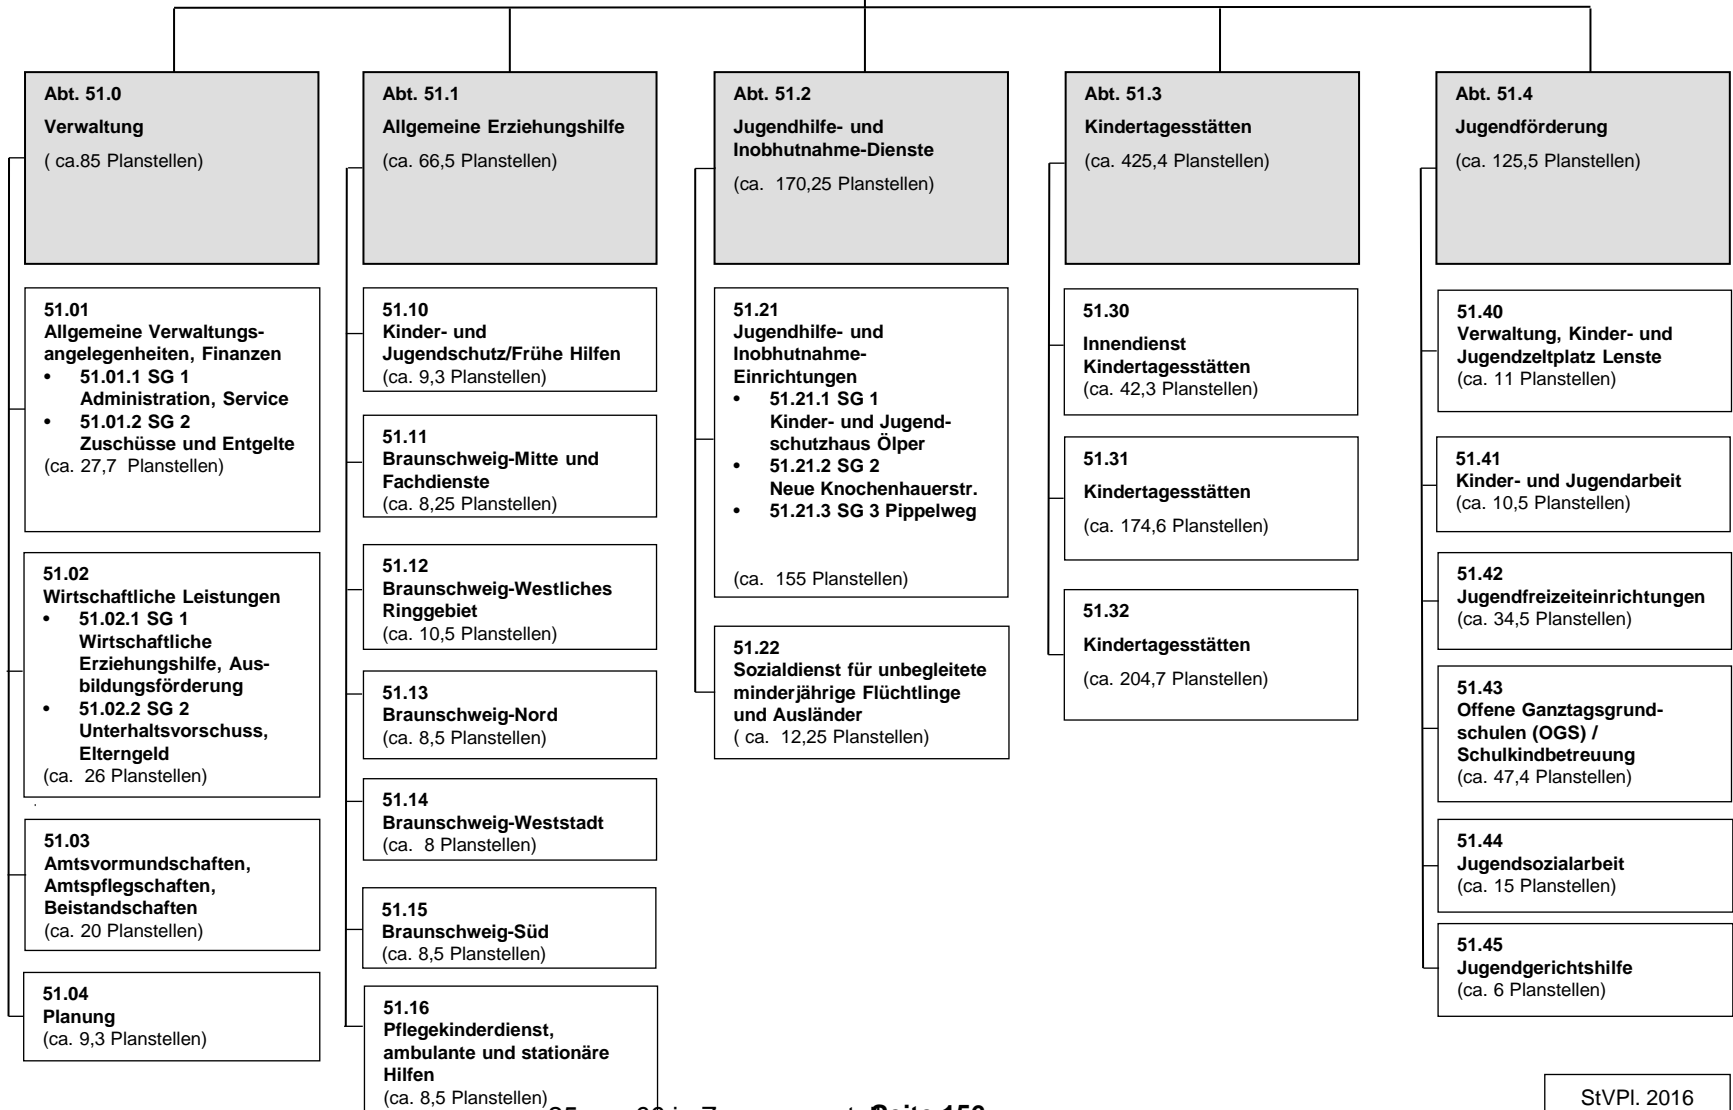 Abt. 51.0
Verwaltung
( ca.85 Planstellen)
51.01
Allgemeine Verwaltungs-
angelegenheiten, Finanzen
• 51.01.1 SG 1
Administration, Service
• 51.01.2 SG 2
Zuschüsse und Entgelte
(ca. 27,7 Planstellen)
51.02
Wirtschaftliche Leistungen
• 51.02.1 SG 1
Wirtschaftliche
Erziehungshilfe, Aus-
bildungsförderung
• 51.02.2 SG 2
Unterhaltsvorschuss,
Elterngeld
(ca. 26 Planstellen)
51.03
Amtsvormundschaften,
Amtspflegschaften,
Beistandschaften
(ca. 20 Planstellen)
51.04
Planung
(ca. 9,3 Planstellen)
Abt. 51.1
Allgemeine Erziehungshilfe
(ca. 66,5 Planstellen)
51.10
Kinder- und
Jugendschutz/Frühe Hilfen
(ca. 9,3 Planstellen)
51.11
Braunschweig-Mitte und
Fachdienste
(ca. 8,25 Planstellen)
51.12
Braunschweig-Westliches
Ringgebiet
(ca. 10,5 Planstellen)
51.13
Braunschweig-Nord
(ca. 8,5 Planstellen)
51.14
Braunschweig-Weststadt
(ca. 8 Planstellen)
51.15
Braunschweig-Süd
(ca. 8,5 Planstellen)
51.16
Pflegekinderdienst,
ambulante und stationäre
Hilfen
(ca. 8,5 Planstellen)
Abt. 51.2
Jugendhilfe- und
Inobhutnahme-Dienste
(ca. 170,25 Planstellen)
51.21
Jugendhilfe- und
Inobhutnahme-
Einrichtungen
• 51.21.1 SG 1
Kinder- und Jugend-
schutzhaus Ölper
• 51.21.2 SG 2
Neue Knochenhauerstr.
• 51.21.3 SG 3 Pippelweg
(ca. 155 Planstellen)
51.22
Sozialdienst für unbegleitete
minderjährige Flüchtlinge
und Ausländer
( ca. 12,25 Planstellen)
Abt. 51.3
Kindertagesstätten
(ca. 425,4 Planstellen)
51.30
Innendienst
Kindertagesstätten
(ca. 42,3 Planstellen)
51.31
Kindertagesstätten
(ca. 174,6 Planstellen)
51.32
Kindertagesstätten
(ca. 204,7 Planstellen)
Abt. 51.4
Jugendförderung
(ca. 125,5 Planstellen)
51.40
Verwaltung, Kinder- und
Jugendzeltplatz Lenste
(ca. 11 Planstellen)
51.41
Kinder- und Jugendarbeit
(ca. 10,5 Planstellen)
51.42
Jugendfreizeiteinrichtungen
(ca. 34,5 Planstellen)
51.43
Offene Ganztagsgrund-
schulen (OGS) /
Schulkindbetreuung
(ca. 47,4 Planstellen)
51.44
Jugendsozialarbeit
(ca. 15 Planstellen)
51.45
Jugendgerichtshilfe
(ca. 6 Planstellen)
StVPl. 2016